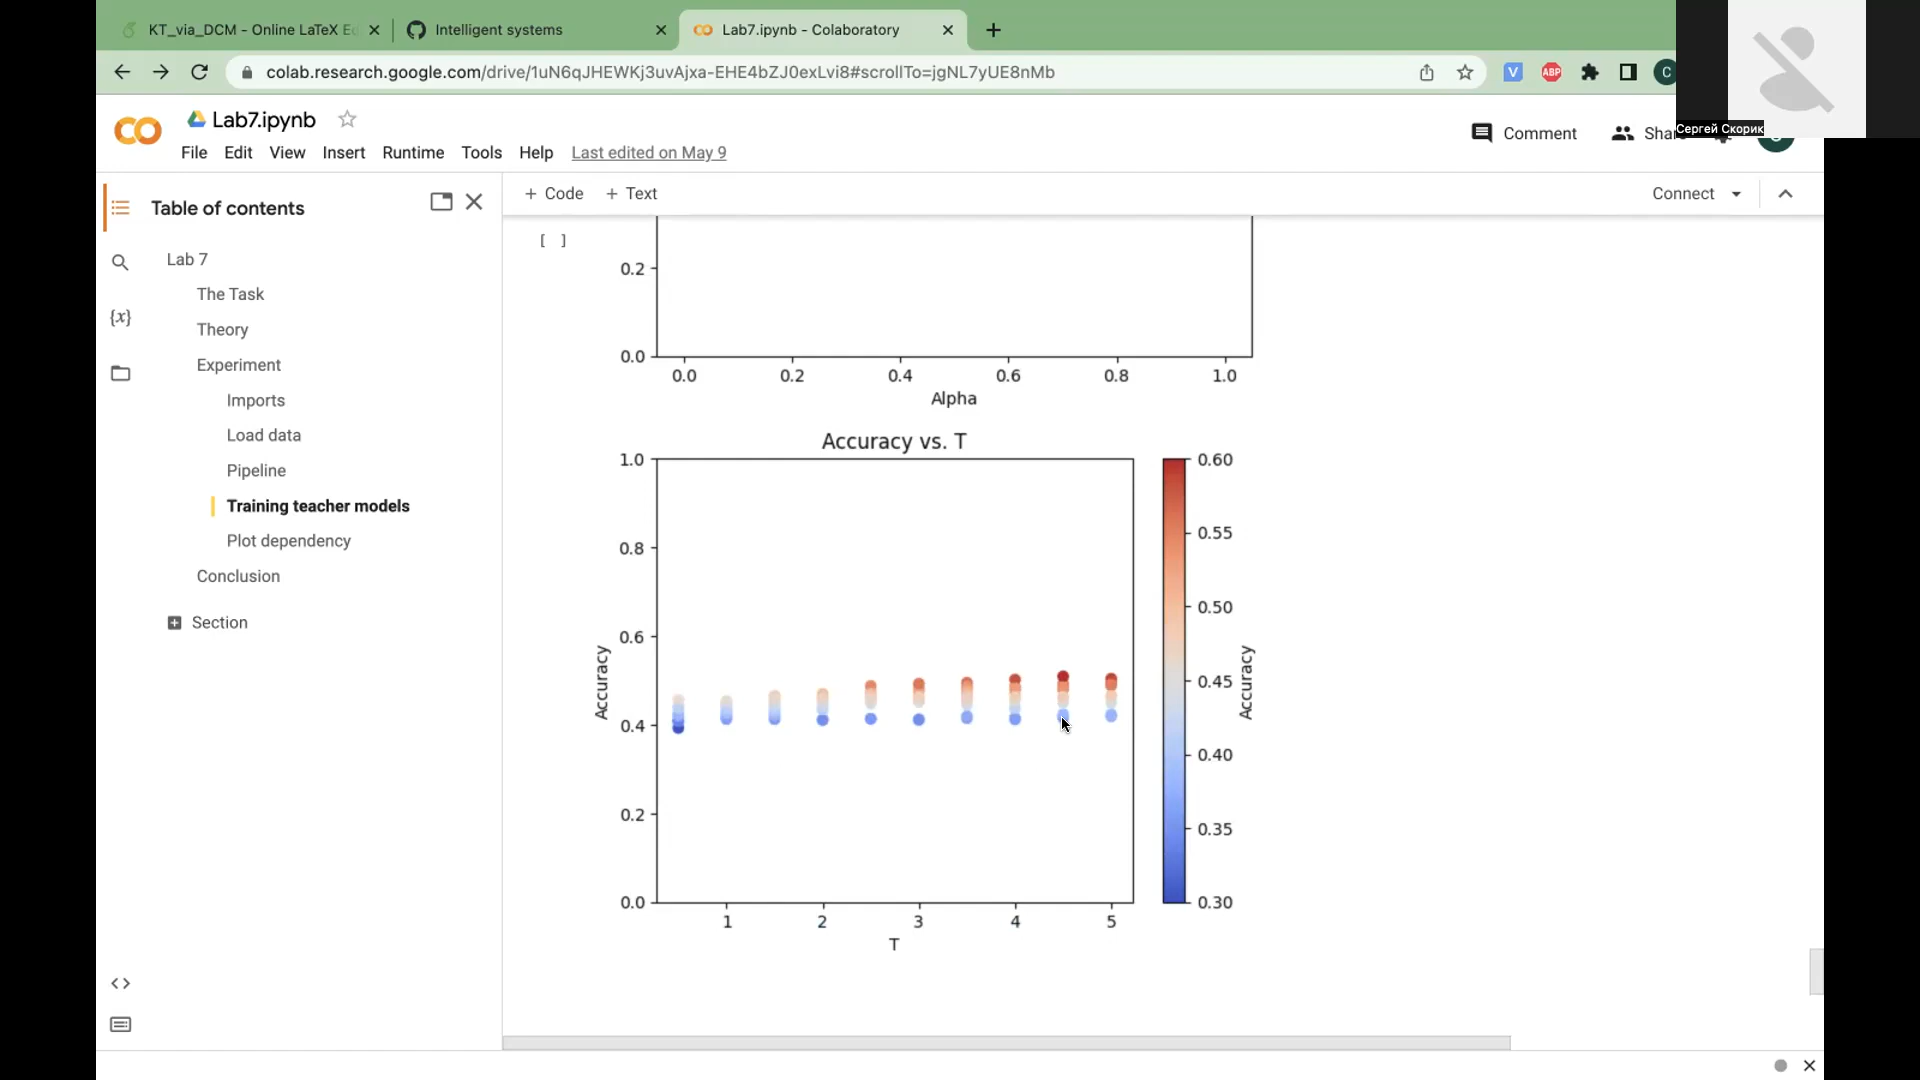 KT_via_DCM - Online LaTeX Ed
Intelligent systems
Lab7.ipynb - Colaboratory
colab.research.google.com/drive/1uN6qJHEWKj3uvAjxa-EHE4bZJ0exLvi8#scrollTo=jgNL7yUE8nMb
V
ABP
C
Сергей Скорик
Lab7.ipynb
File Edit View Insert Runtime Tools Help Last edited on May 9
Comment
Share
+ Code + Text
Connect
Table of contents
Lab 7
The Task
Theory
Experiment
Imports
Load data
Pipeline
Training teacher models
Plot dependency
Conclusion
Section
{x}
<>
[ ]
0.2
0.0
0.0 0.2 0.4 0.6 0.8 1.0
Alpha
Accuracy vs. T
1.0
0.8
0.6
0.4
0.2
0.0
Accuracy
1 2 3 4 5
T
0.60
0.55
0.50
0.45
0.40
0.35
0.30
Accuracy